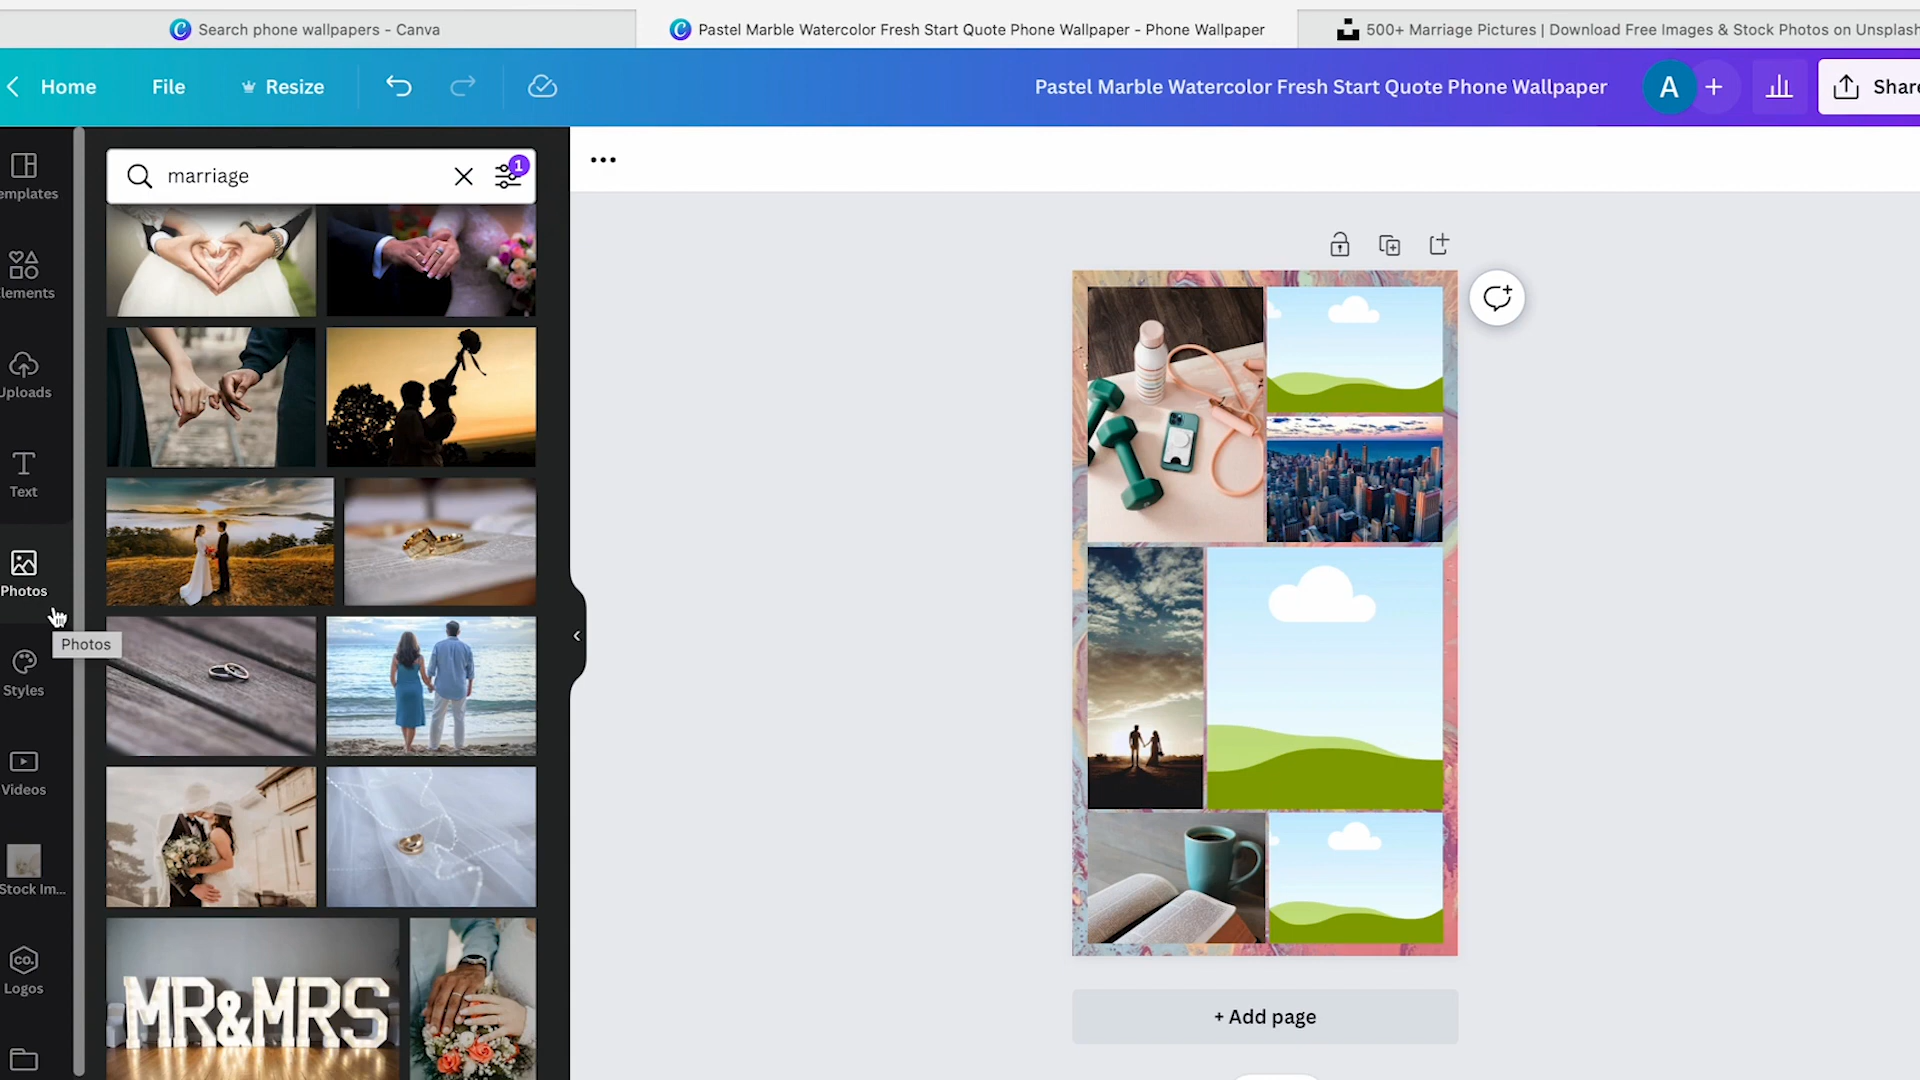 Search phone wallpapers - Canva
Pastel Marble Watercolor Fresh Start Quote Phone Wallpaper - Phone Wallpaper
500+ Marriage Pictures | Download Free Images & Stock Photos on Unsplash
Home
File
Resize
Pastel Marble Watercolor Fresh Start Quote Phone Wallpaper
A
Share
marriage
1
emplates
Elements
Uploads
Text
Photos
Photos
Styles
Videos
Stock Im...
CO.
Logos
MR&MRS
+ Add page